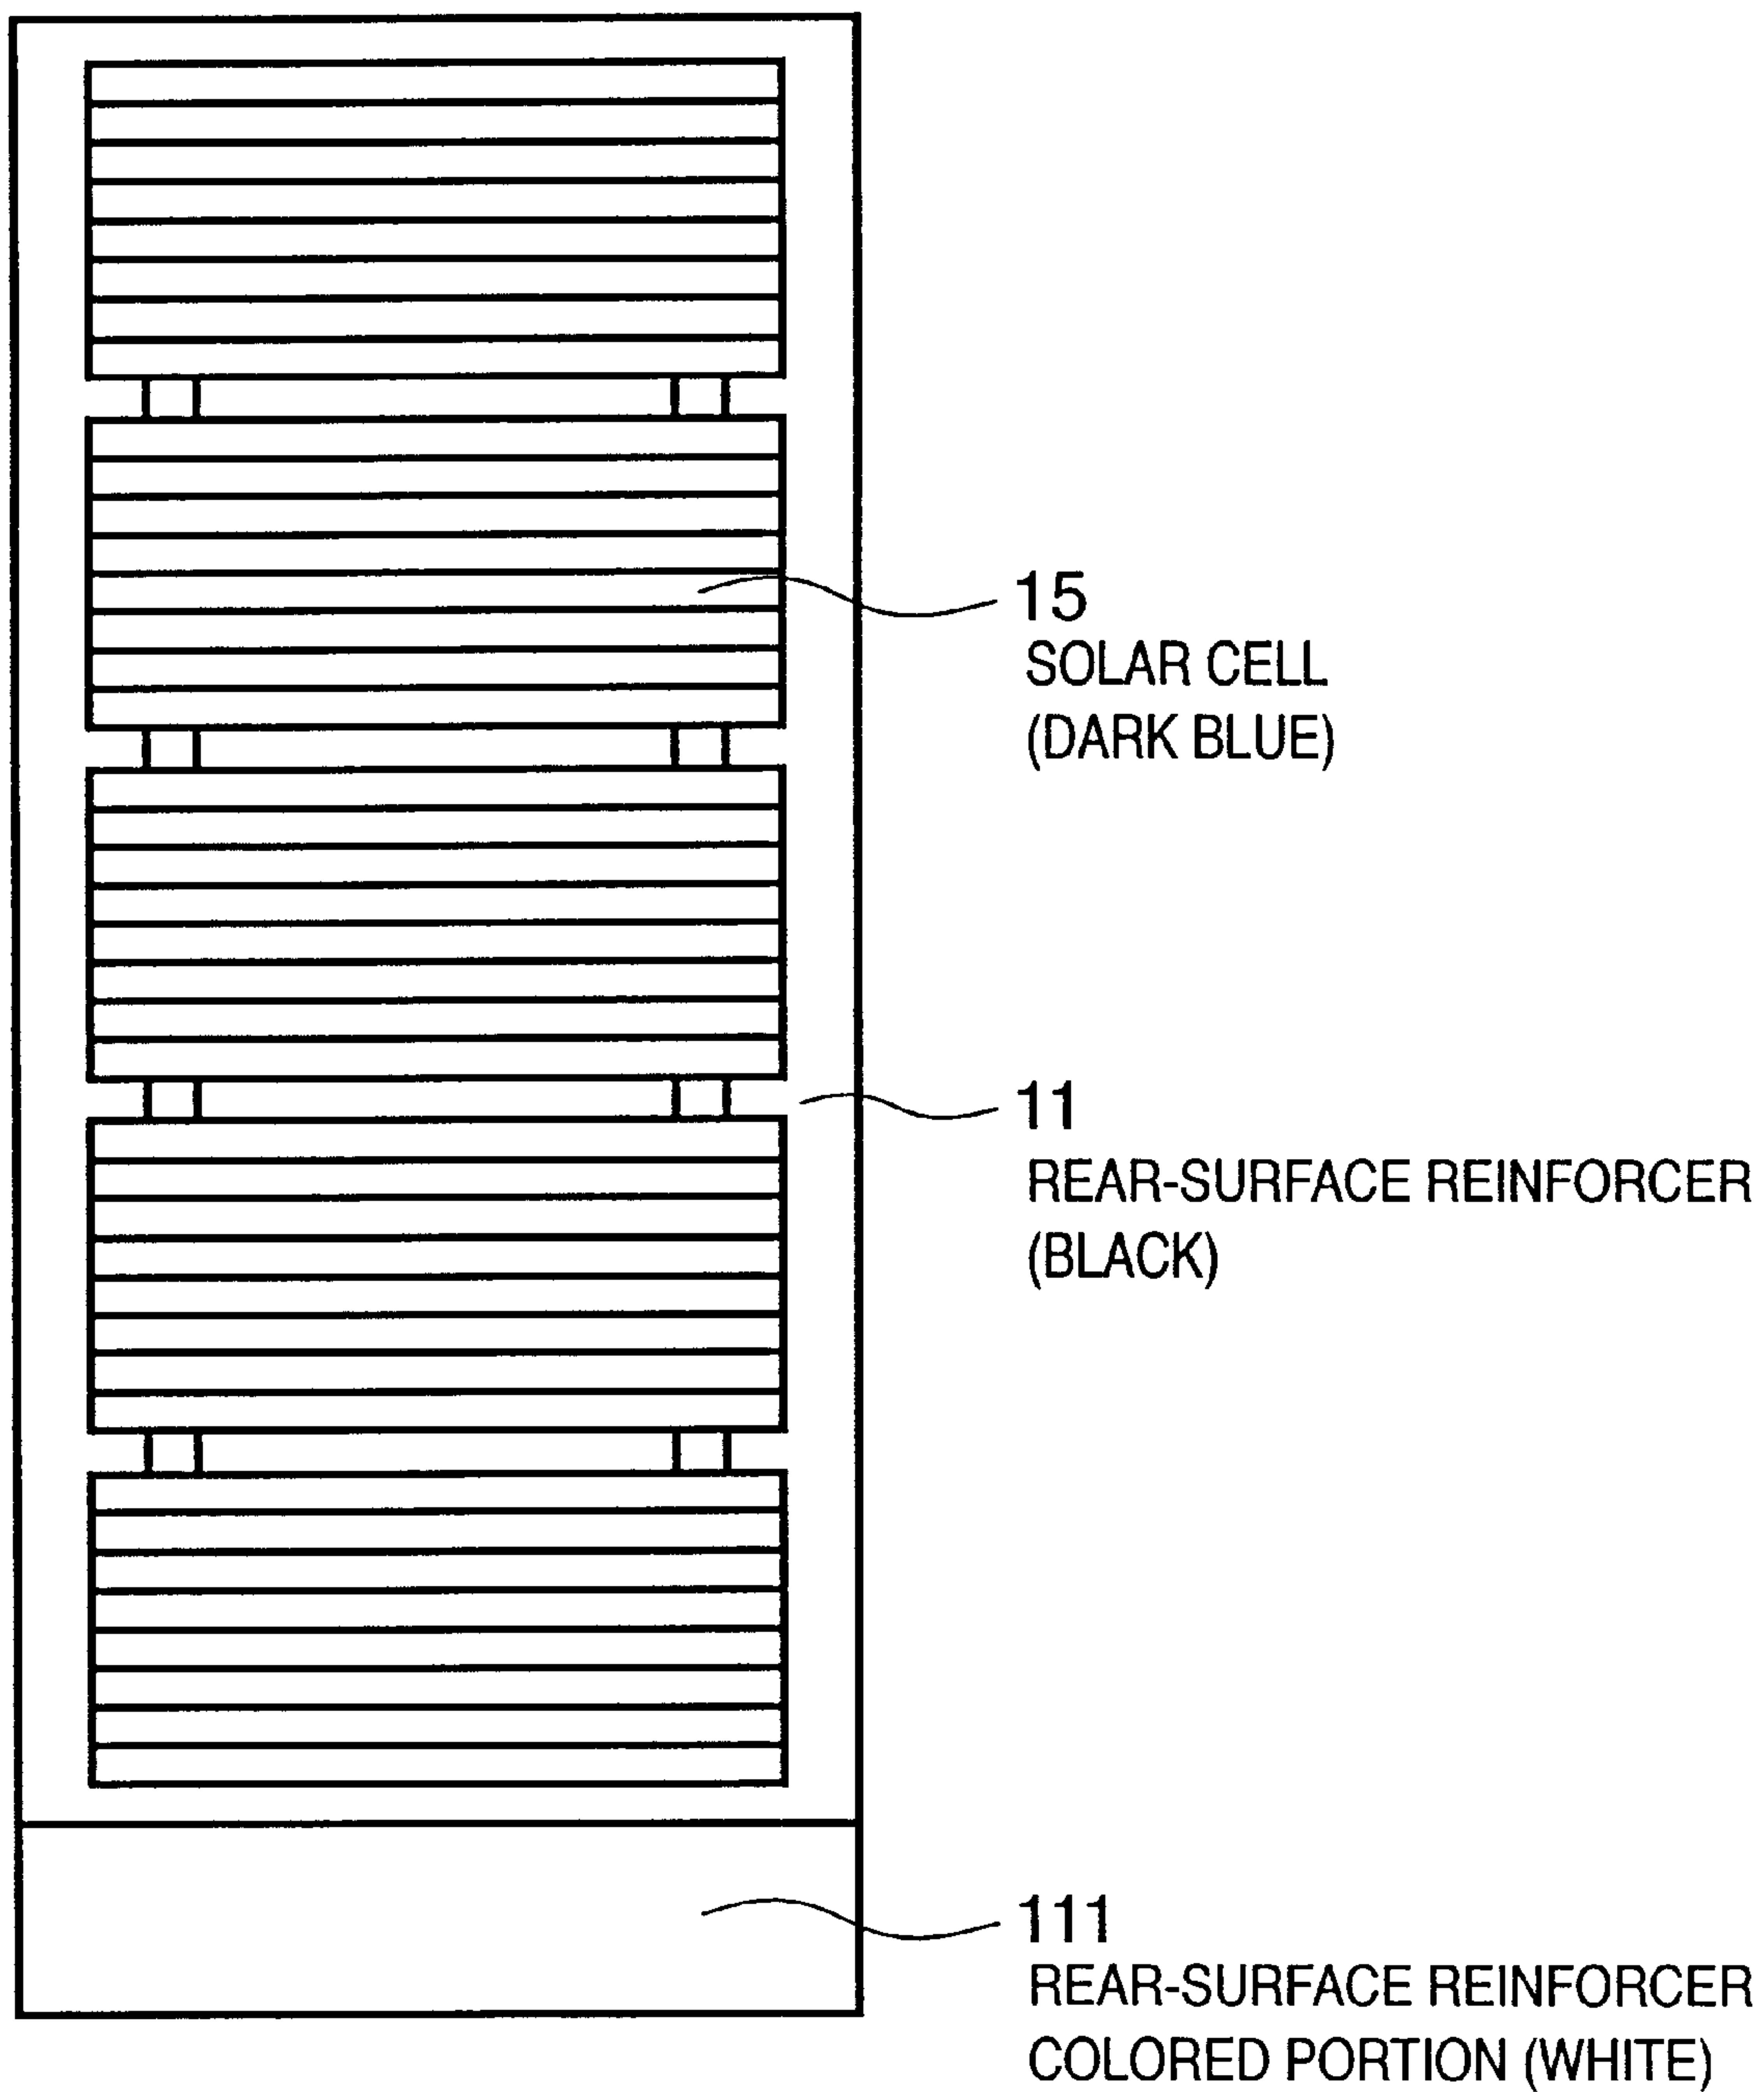 15
SOLAR CELL
(DARK BLUE)
11
REAR-SURFACE REINFORCER
(BLACK)
111
REAR-SURFACE REINFORCER
COLORED PORTION (WHITE)